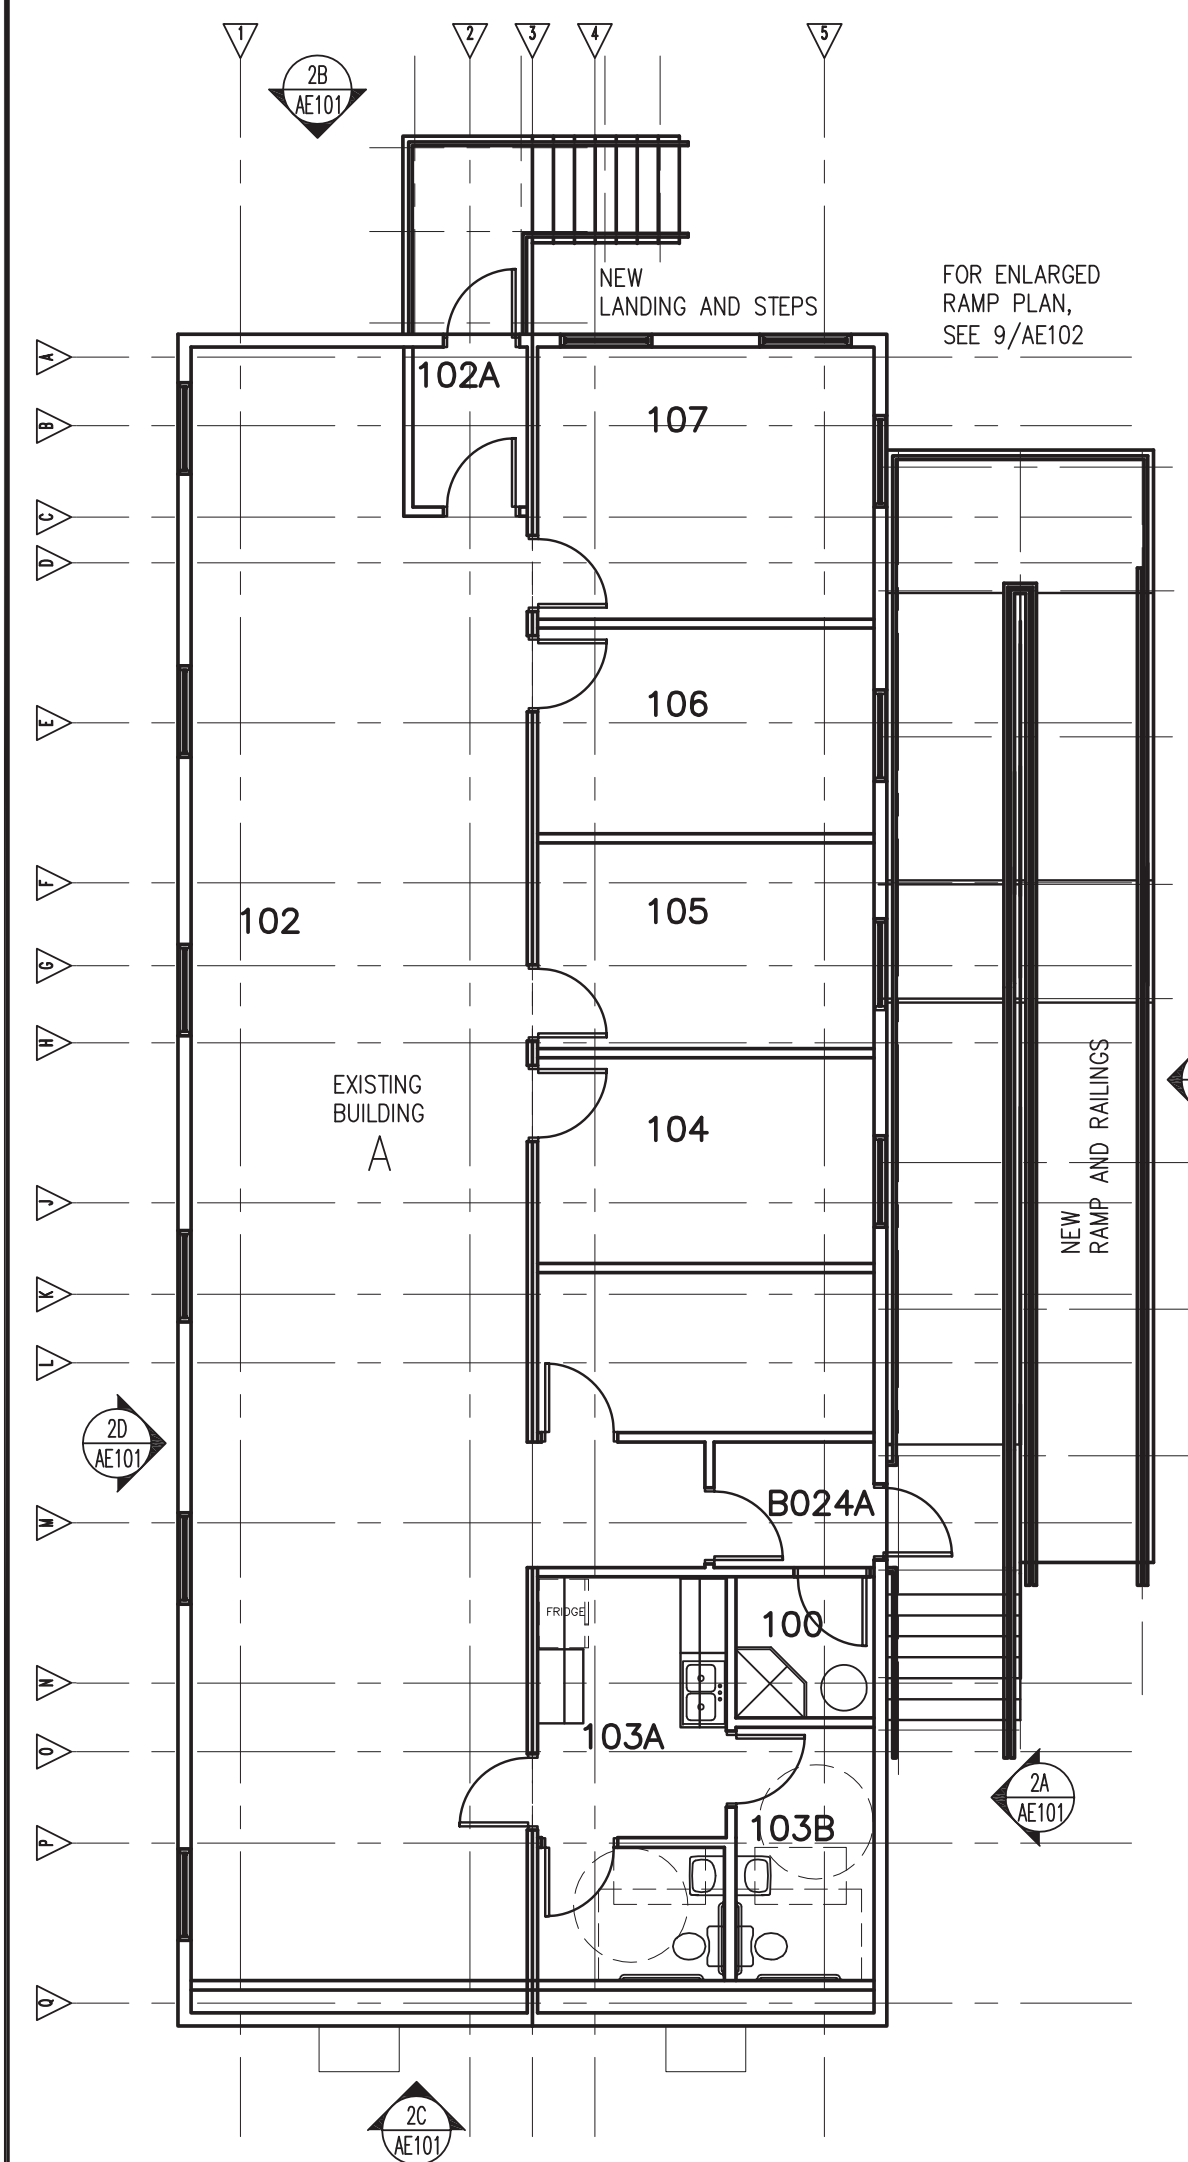 1
2
3
4
5
2B
AE101
NEW
LANDING AND STEPS
FOR ENLARGED
RAMP PLAN,
SEE 9/AE102
A
102A
B
107
C
D
106
E
F
105
102
G
H
EXISTING
BUILDING
A
104
NEW
RAMP AND RAILINGS
J
K
L
2D
AE101
B024A
M
FRIDGE
100
N
103A
O
2A
AE101
103B
P
Q
2C
AE101